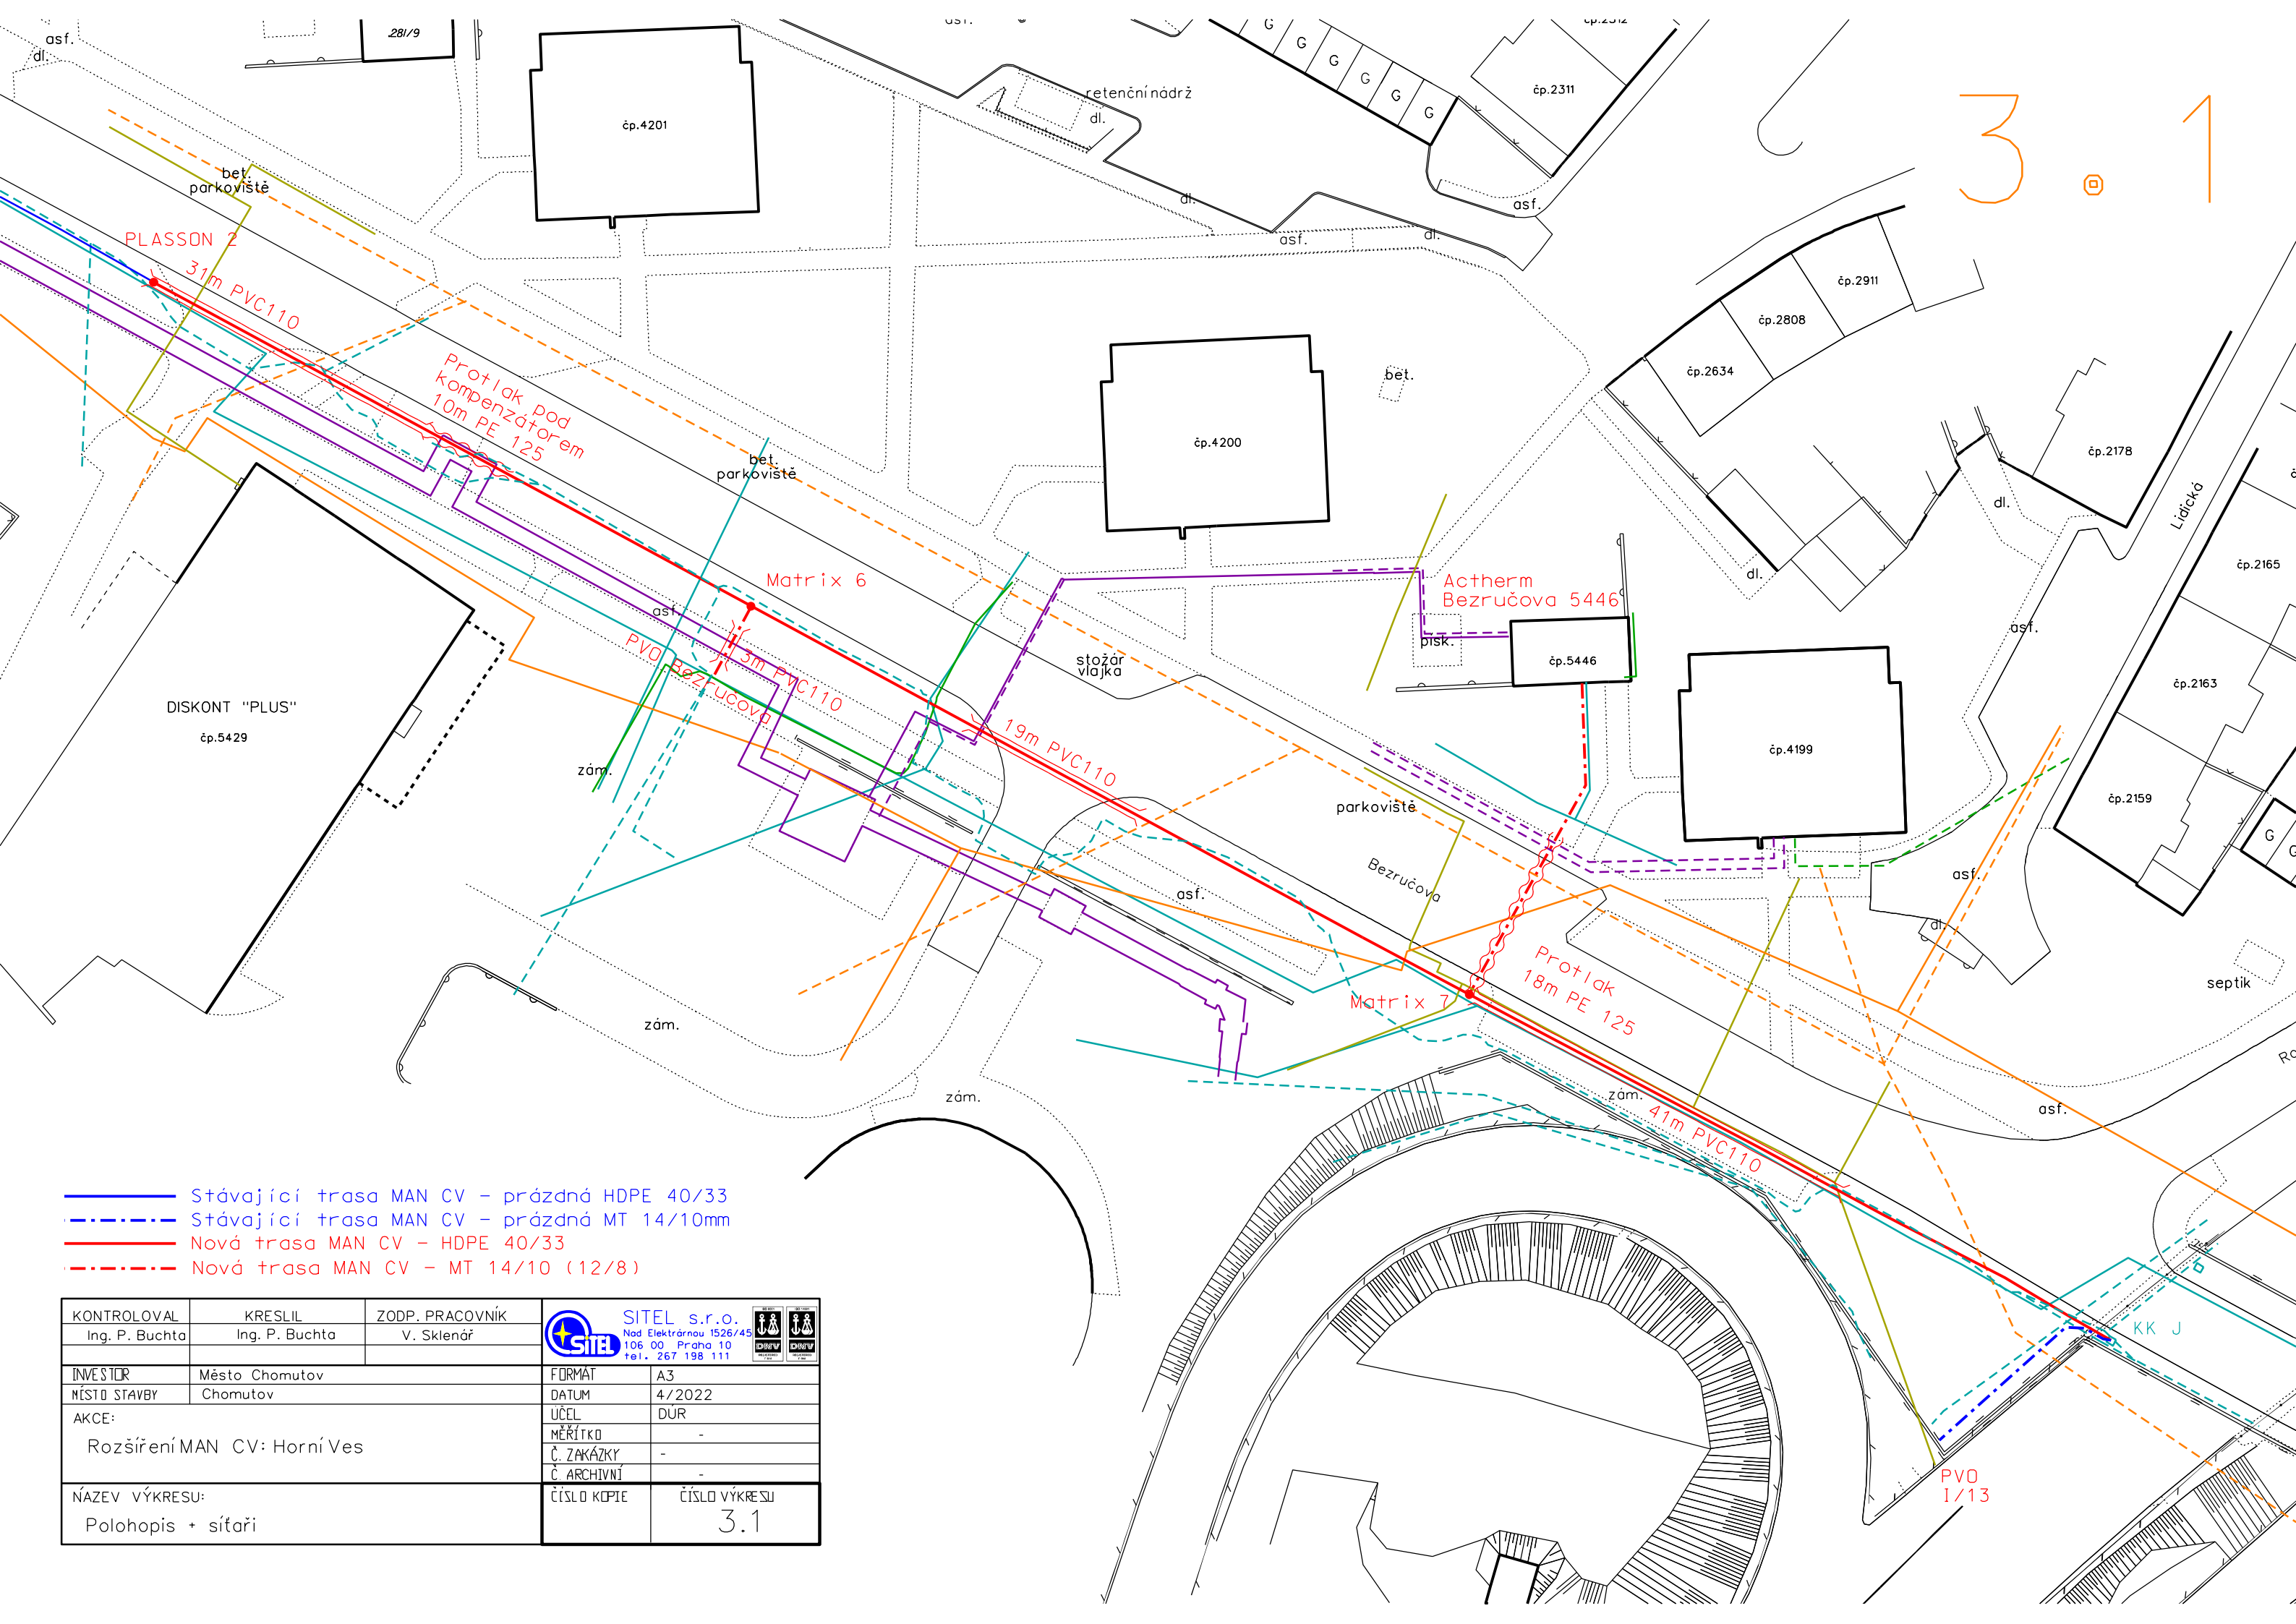 asf.
dl.
281/9
čp.4201
asf.
retenční nádrž
dl.
G
G
G
G
G
G
čp.2312
čp.2311
3.1
bet.
parkoviště
dl.
asf.
asf.
dl.
PLASSON 2
31m PVC110
čp.2911
čp.2808
čp.2634
Protlak pod
kompenzátorem
10m PE 125
bet.
čp.4200
čp.2178
bet.
parkoviště
dl.
Lidická
čp.2165
Matrix 6
Actherm
Bezručova 5446
dl.
asf.
asf.
písk.
PVO Bezručova
3m PVC110
stožár
vlajka
čp.5446
čp.2163
DISKONT "PLUS"
čp.5429
19m PVC110
čp.4199
zám.
parkoviště
čp.2159
G
G
Bezručova
asf.
asf.
dl.
Protlak
18m PE 125
septik
Matrix 7
zám.
zám.
zám.
asf.
41m PVC110
KK J
PVO
I/13
Stávající trasa MAN CV - prázdná HDPE 40/33
Stávající trasa MAN CV - prázdná MT 14/10mm
Nová trasa MAN CV - HDPE 40/33
Nová trasa MAN CV - MT 14/10 (12/8)
KONTROLOVAL KRESLIL ZODP. PRACOVNÍK
Ing. P. Buchta Ing. P. Buchta V. Sklenář
SITEL
SITEL s.r.o.
Nad Elektrárnou 1526/45
106 00 Praha 10
tel. 267 198 111
DNV DNV
INVESTOR Město Chomutov
MÍSTO STAVBY Chomutov
FORMÁT A3
DATUM 4/2022
ÚČEL DÚR
MĚŘÍTKO -
Č. ZAKÁZKY -
Č. ARCHIVNÍ -
AKCE:
Rozšíření MAN CV: Horní Ves
NÁZEV VÝKRESU:
Polohopis + síťaři
ČÍSLO KOPIE ČÍSLO VÝKRESU
3.1